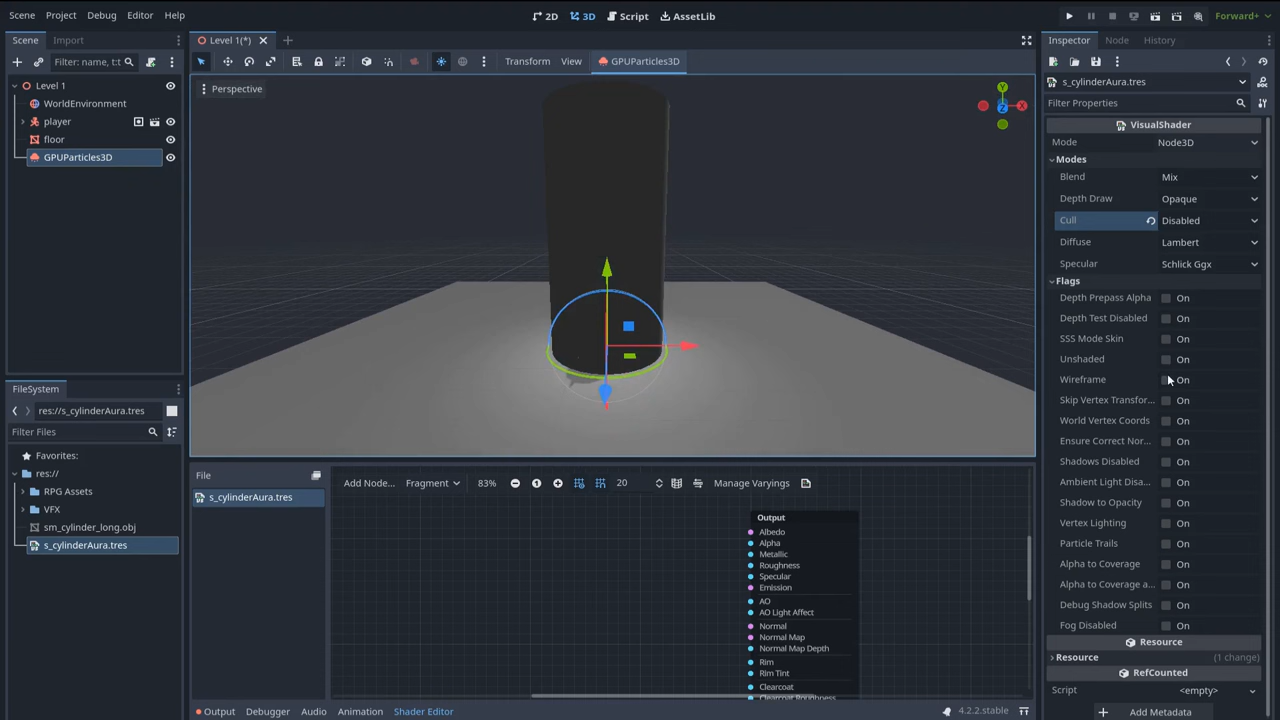 Scene Project Debug Editor Help
2D 3D Script AssetLib
Forward+
Scene Import
Level 1(*)
Inspector Node History
Filter: name, t:t
Transform View GPUParticles3D
s_cylinderAura.tres
Level 1
Perspective
Filter Properties
WorldEnvironment
player
floor
GPUParticles3D
VisualShader
Mode Node3D
Modes
Blend Mix
Depth Draw Opaque
Cull Disabled
Diffuse Lambert
Specular Schlick Ggx
Flags
Depth Prepass Alpha On
Depth Test Disabled On
SSS Mode Skin On
Unshaded On
Wireframe On
Skip Vertex Transfor... On
World Vertex Coords On
Ensure Correct Nor... On
Shadows Disabled On
Ambient Light Disa... On
Shadow to Opacity On
Vertex Lighting On
Particle Trails On
Alpha to Coverage On
Alpha to Coverage a... On
Debug Shadow Splits On
Fog Disabled On
Resource
Resource (1 change)
RefCounted
Script <empty>
Add Metadata
FileSystem
res://s_cylinderAura.tres
Filter Files
Favorites:
res://
RPG Assets
VFX
sm_cylinder_long.obj
s_cylinderAura.tres
File
s_cylinderAura.tres
Add Node... Fragment 83% 20 Manage Varyings
Output
Albedo
Alpha
Metallic
Roughness
Specular
Emission
AO
AO Light Affect
Normal
Normal Map
Normal Map Depth
Rim
Rim Tint
Clearcoat
Clearcoat Roughness
Output Debugger Audio Animation Shader Editor
4.2.2.stable